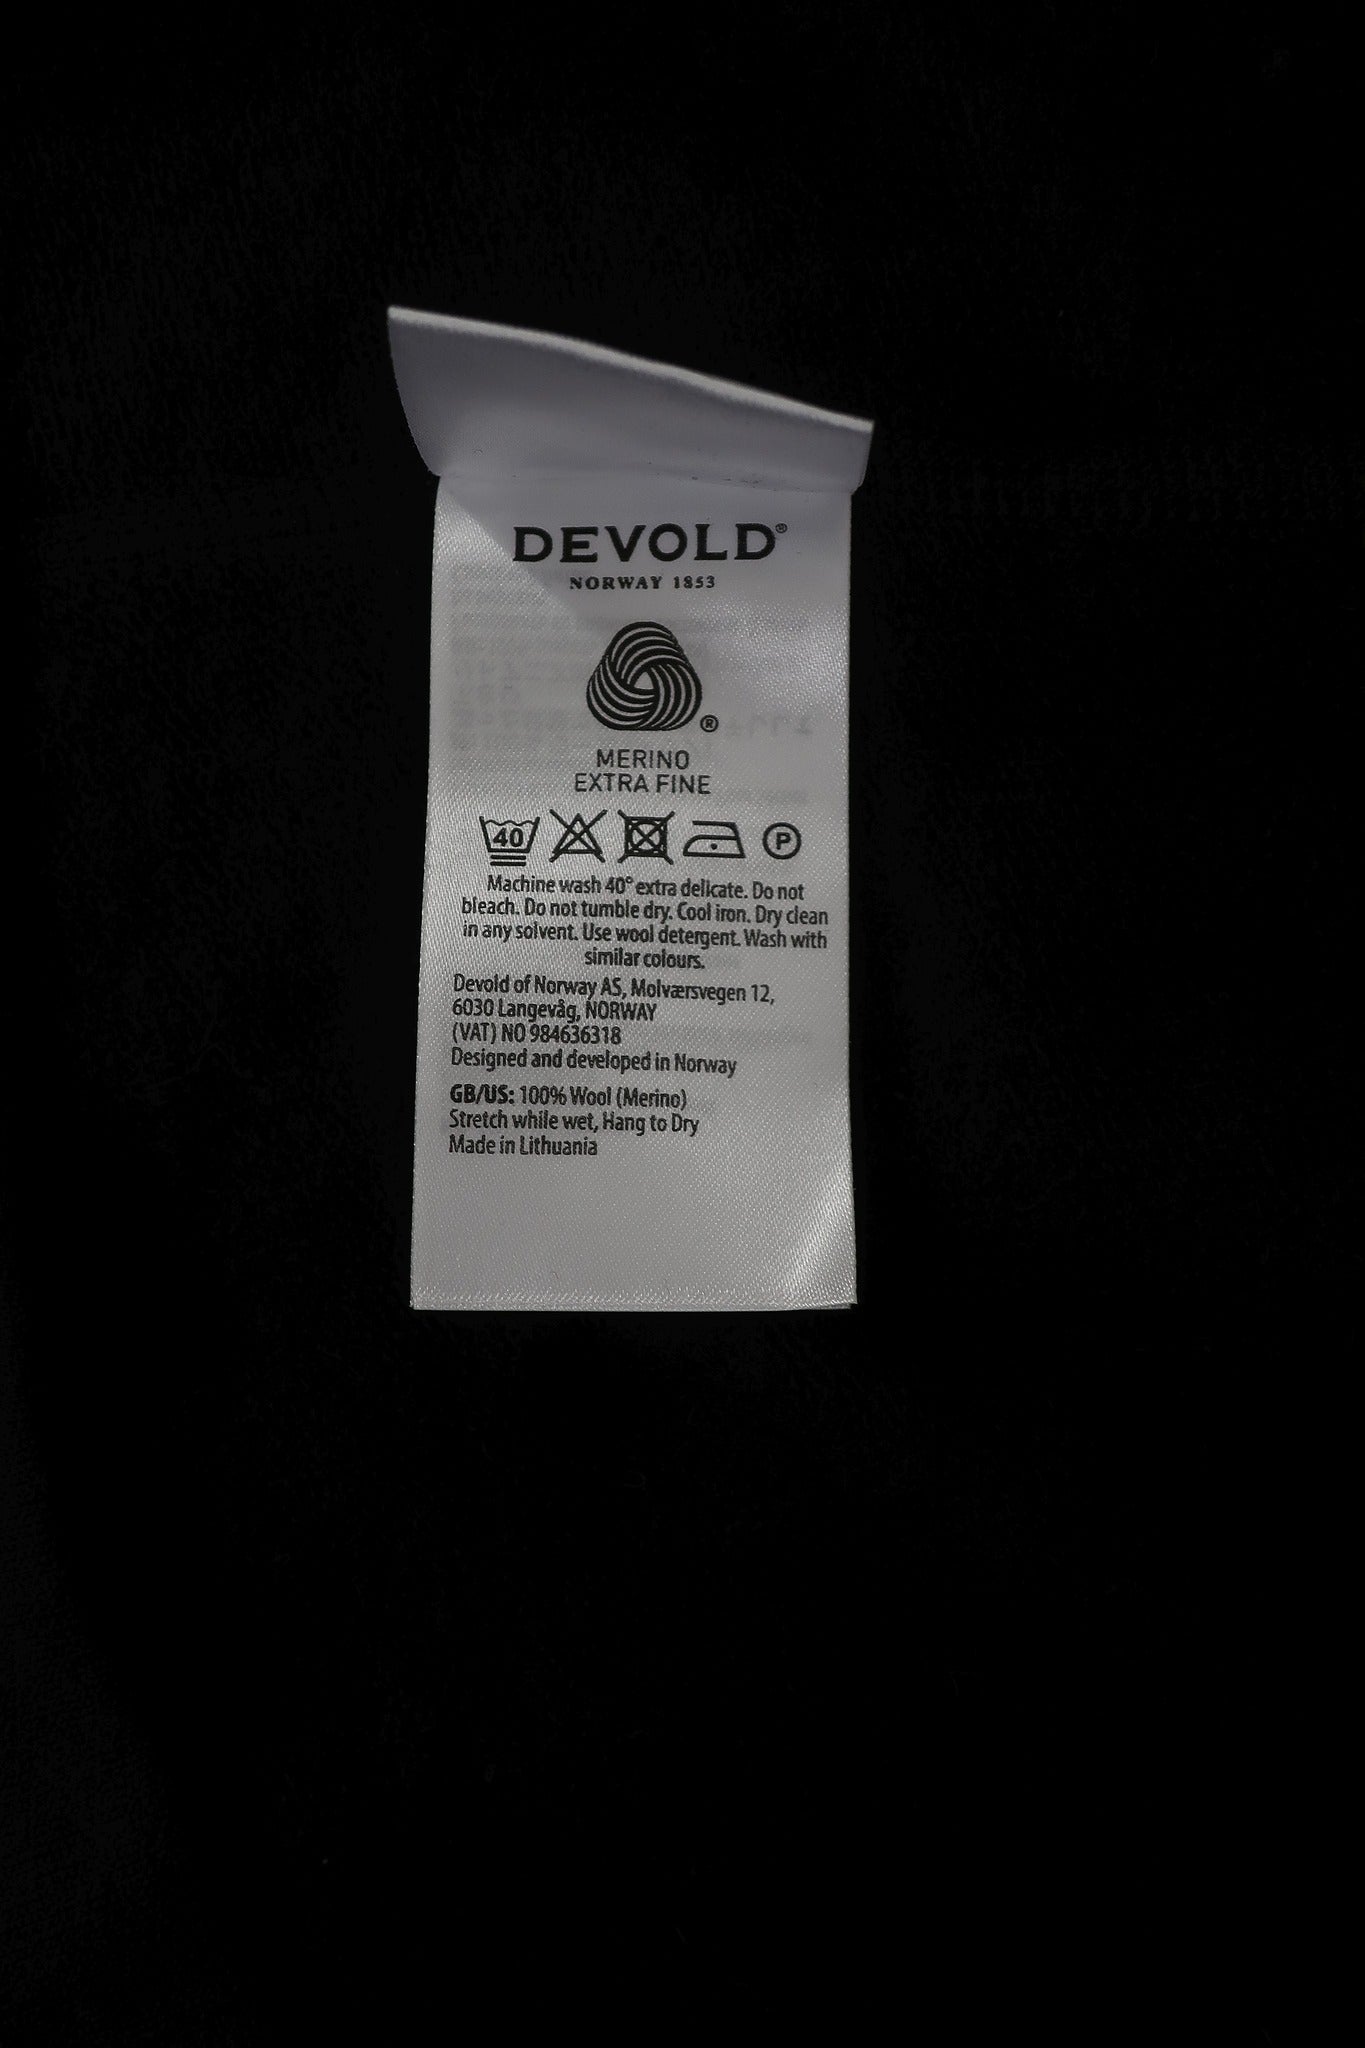 DEVOLD®
NORWAY 1853
®
MERINO
EXTRA FINE
40 P
Machine wash 40° extra delicate. Do not
bleach. Do not tumble dry. Cool iron. Dry clean
in any solvent. Use wool detergent. Wash with
similar colours.
Devold of Norway AS, Molværsvegen 12,
6030 Langevåg, NORWAY
(VAT) NO 984636318
Designed and developed in Norway
GB/US: 100% Wool (Merino)
Stretch while wet, Hang to Dry
Made in Lithuania